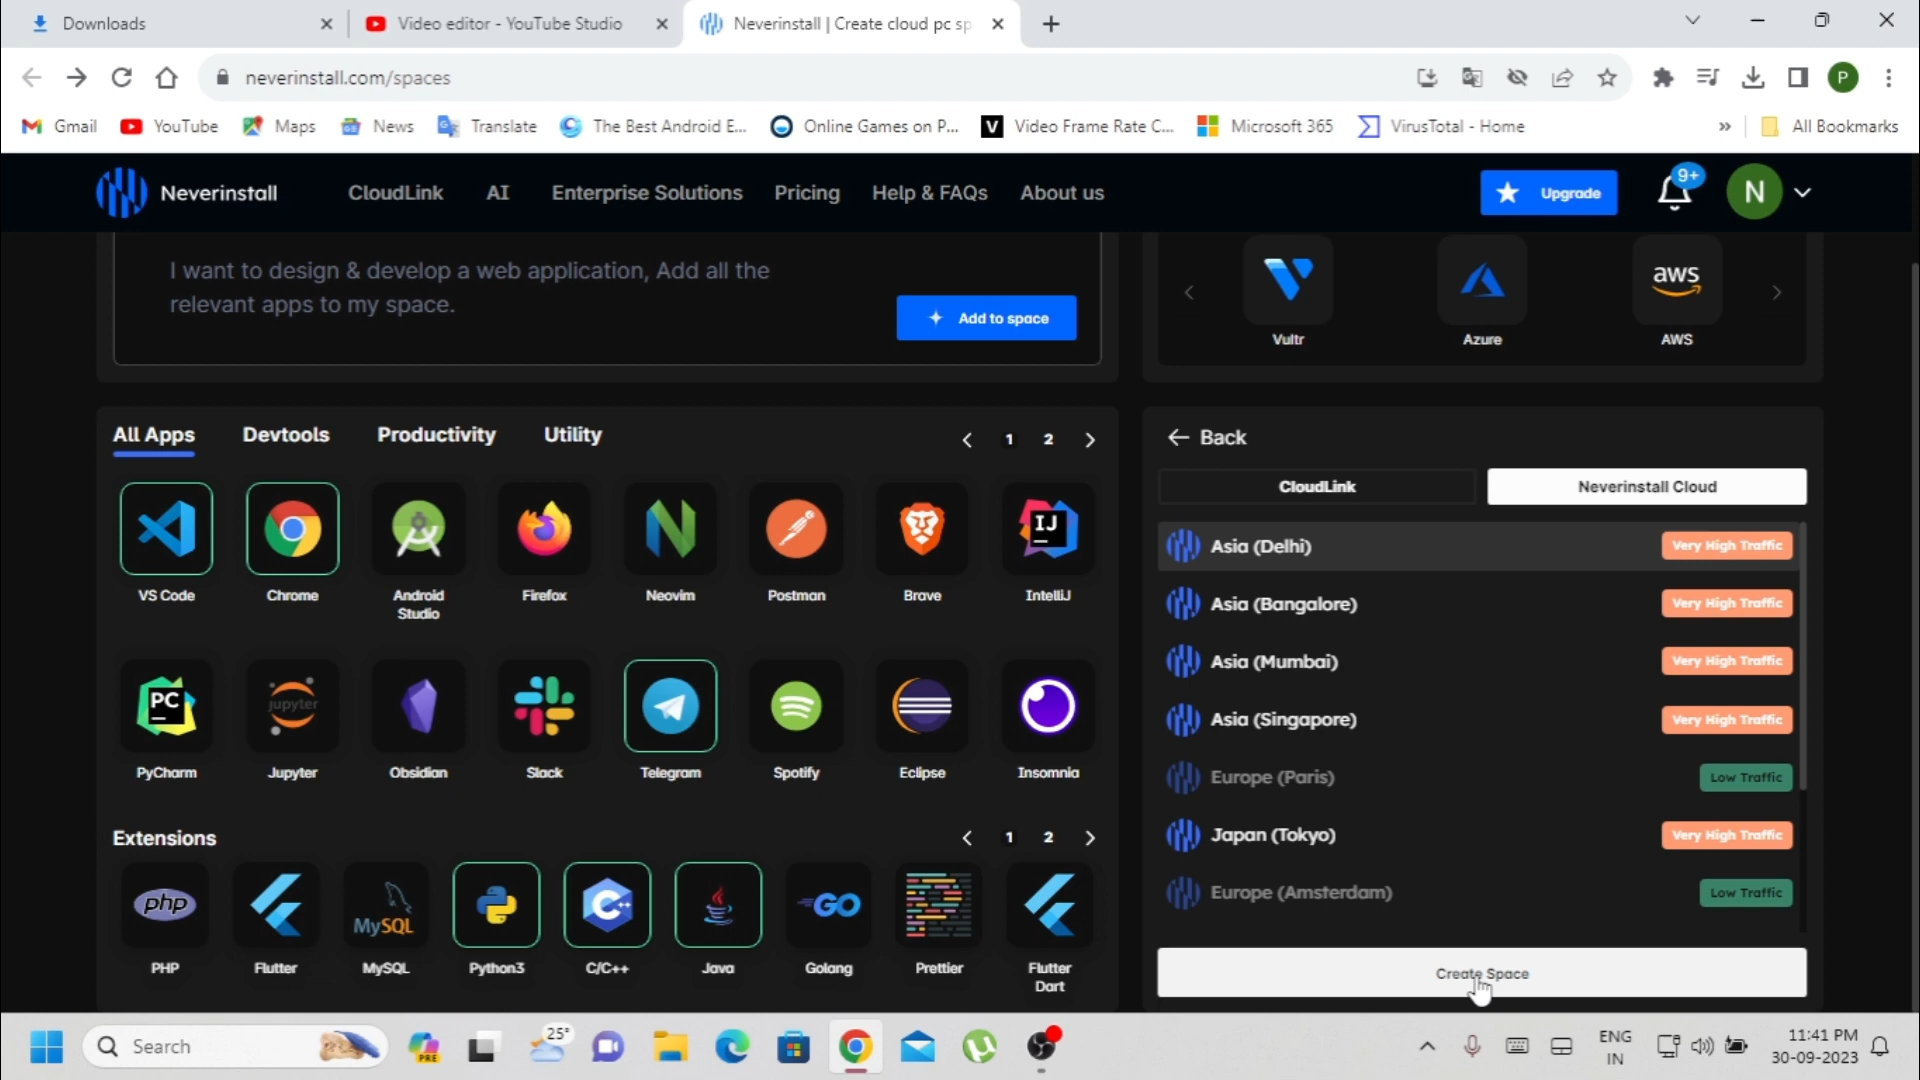 Downloads
Video editor - YouTube Studio
Neverinstall | Create cloud pc sp
neverinstall.com/spaces
P
Gmail
YouTube
Maps
News
Translate
The Best Android E...
Online Games on P...
V Video Frame Rate C...
Microsoft 365
VirusTotal - Home
»
All Bookmarks
Neverinstall
CloudLink
AI
Enterprise Solutions
Pricing
Help & FAQs
About us
Upgrade
9+
N
I want to design & develop a web application, Add all the
relevant apps to my space.
Add to space
aws
Vultr
Azure
AWS
All Apps
Devtools
Productivity
Utility
1 2
VS Code
Chrome
Android
Studio
Firefox
Neovim
Postman
Brave
IJ
IntelliJ
PC
PyCharm
jupyter
Jupyter
Obsidian
Slack
Telegram
Spotify
Eclipse
Insomnia
Extensions
1 2
php
PHP
Flutter
MySQL
MySQL
Python3
C++
C/C++
Java
GO
Golang
Prettier
Flutter
Dart
Back
CloudLink
Neverinstall Cloud
Asia (Delhi)
Very High Traffic
Asia (Bangalore)
Very High Traffic
Asia (Mumbai)
Very High Traffic
Asia (Singapore)
Very High Traffic
Europe (Paris)
Low Traffic
Japan (Tokyo)
Very High Traffic
Europe (Amsterdam)
Low Traffic
Create Space
Search
PRE
25°
ENG
IN
11:41 PM
30-09-2023